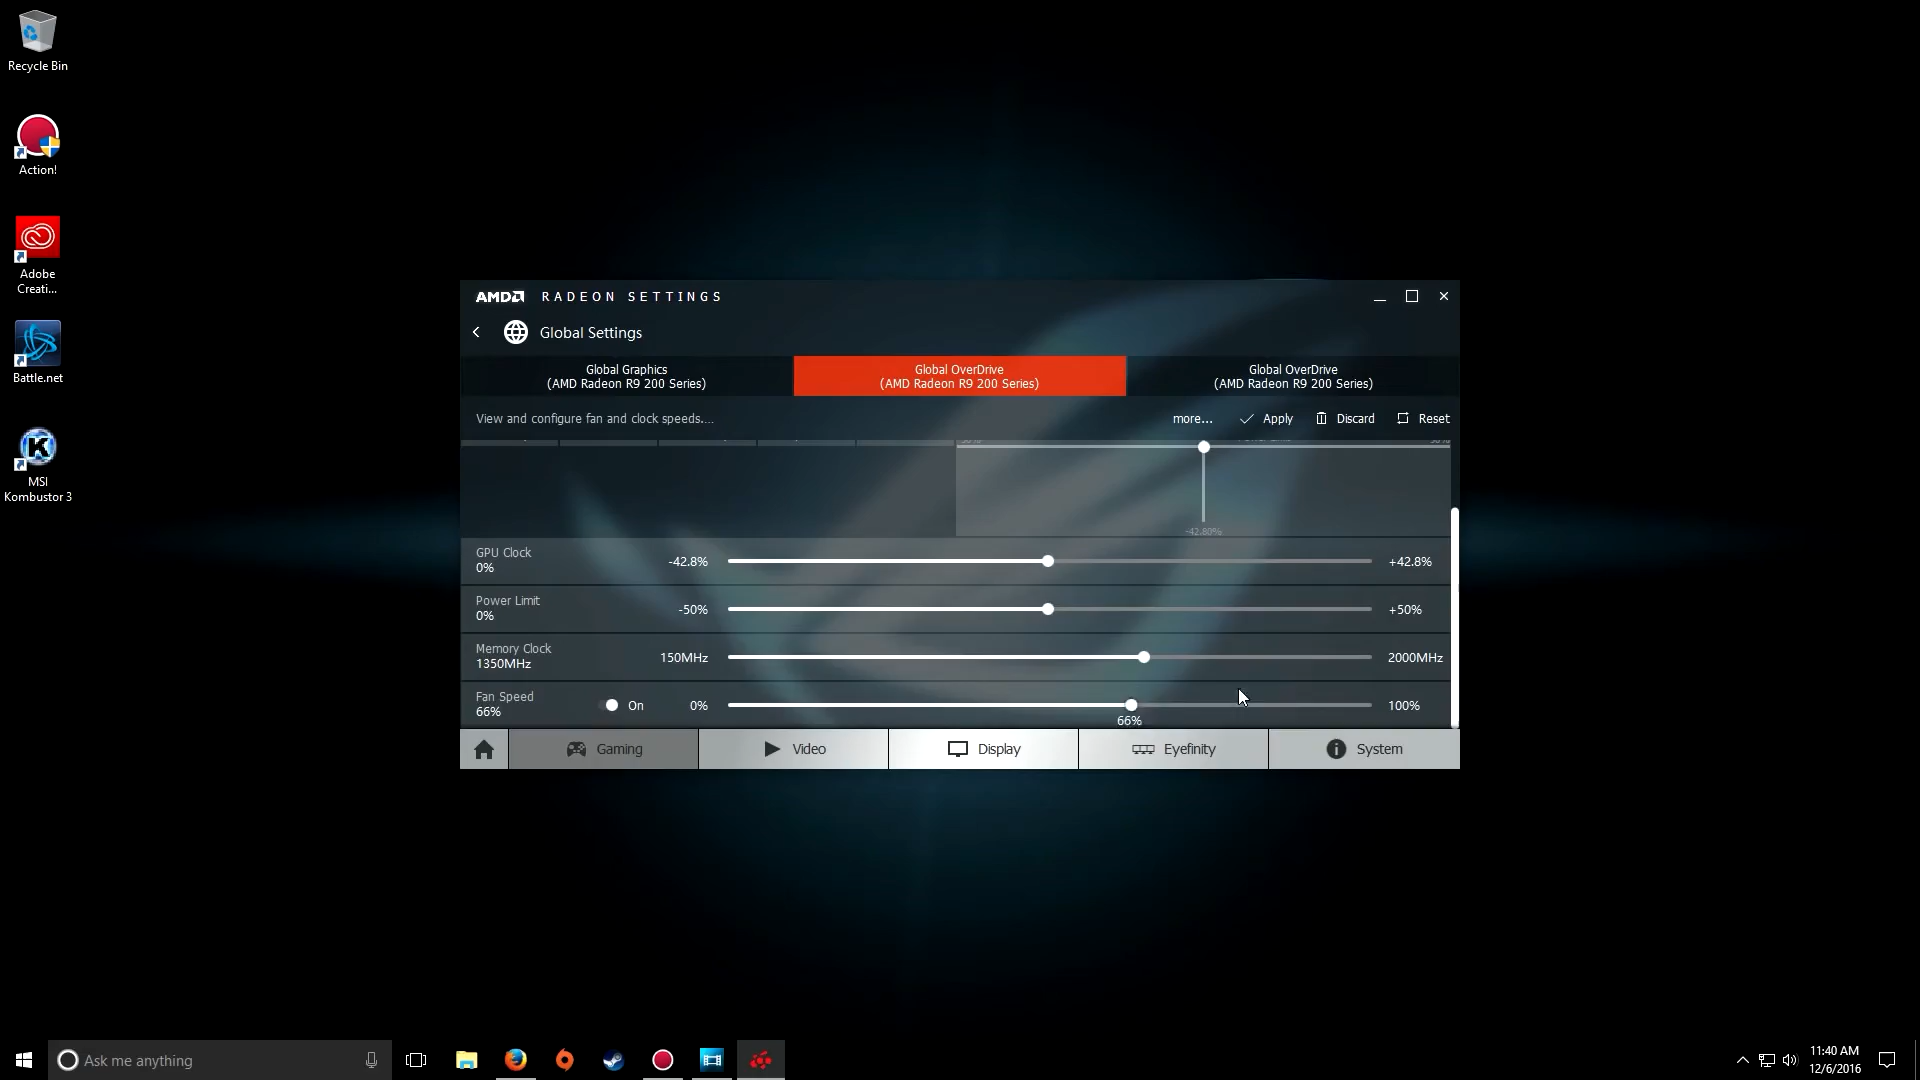 Recycle Bin
Action!
Adobe
Creati...
Battle.net
MSI
Kombustor 3
AMD RADEON SETTINGS
Global Settings
Global Graphics
(AMD Radeon R9 200 Series)
Global OverDrive
(AMD Radeon R9 200 Series)
Global OverDrive
(AMD Radeon R9 200 Series)
View and configure fan and clock speeds....
more...
Apply
Discard
Reset
-42.80%
GPU Clock
0%
-42.8%
+42.8%
Power Limit
0%
-50%
+50%
Memory Clock
1350MHz
150MHz
2000MHz
Fan Speed
66%
On
0%
66%
100%
Gaming
Video
Display
Eyefinity
System
Ask me anything
11:40 AM
12/6/2016